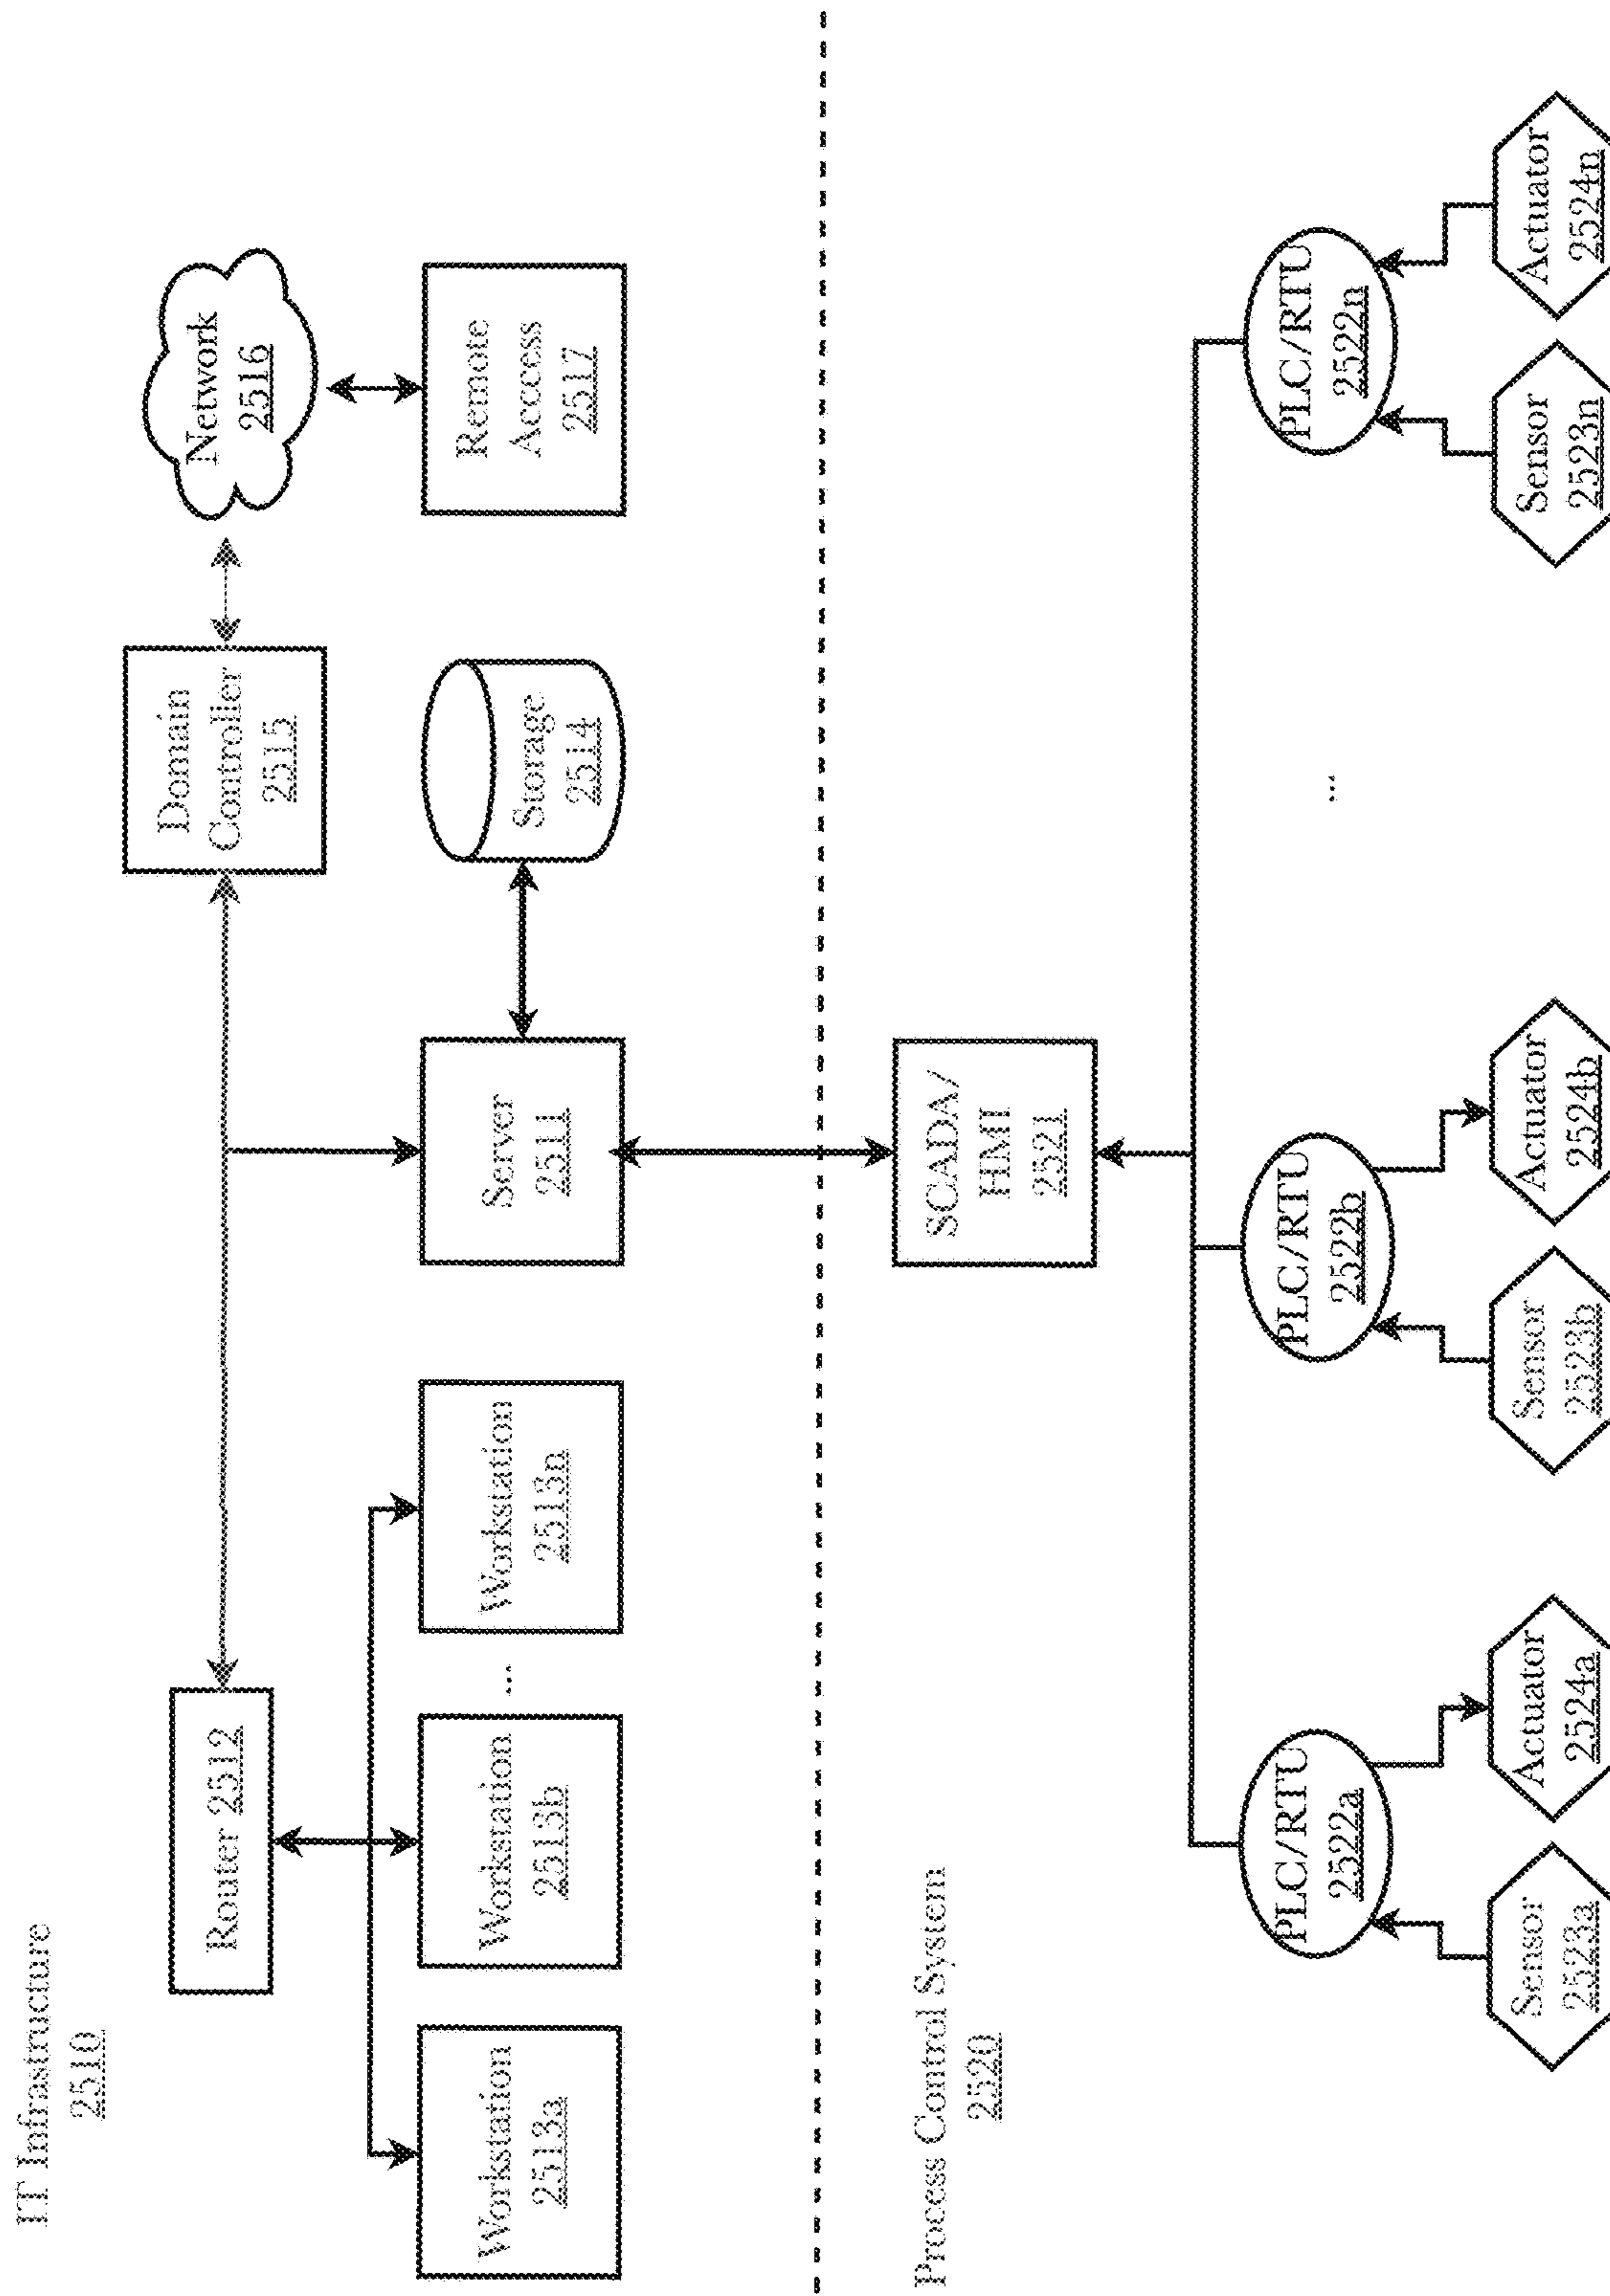 IT Infrastructure
2510
Router 2512
Domain
Controller
2515
Network
2516
Workstation
2513a
Workstation
2513b
...
Workstation
2513n
Server
2511
Storage
2514
Remote
Access
2517
Process Control System
2520
SCADA/
HMI
2521
PLC/RTU
2522a
PLC/RTU
2522b
...
PLC/RTU
2522n
Sensor
2523a
Actuator
2524a
Sensor
2523b
Actuator
2524b
Sensor
2523n
Actuator
2524n